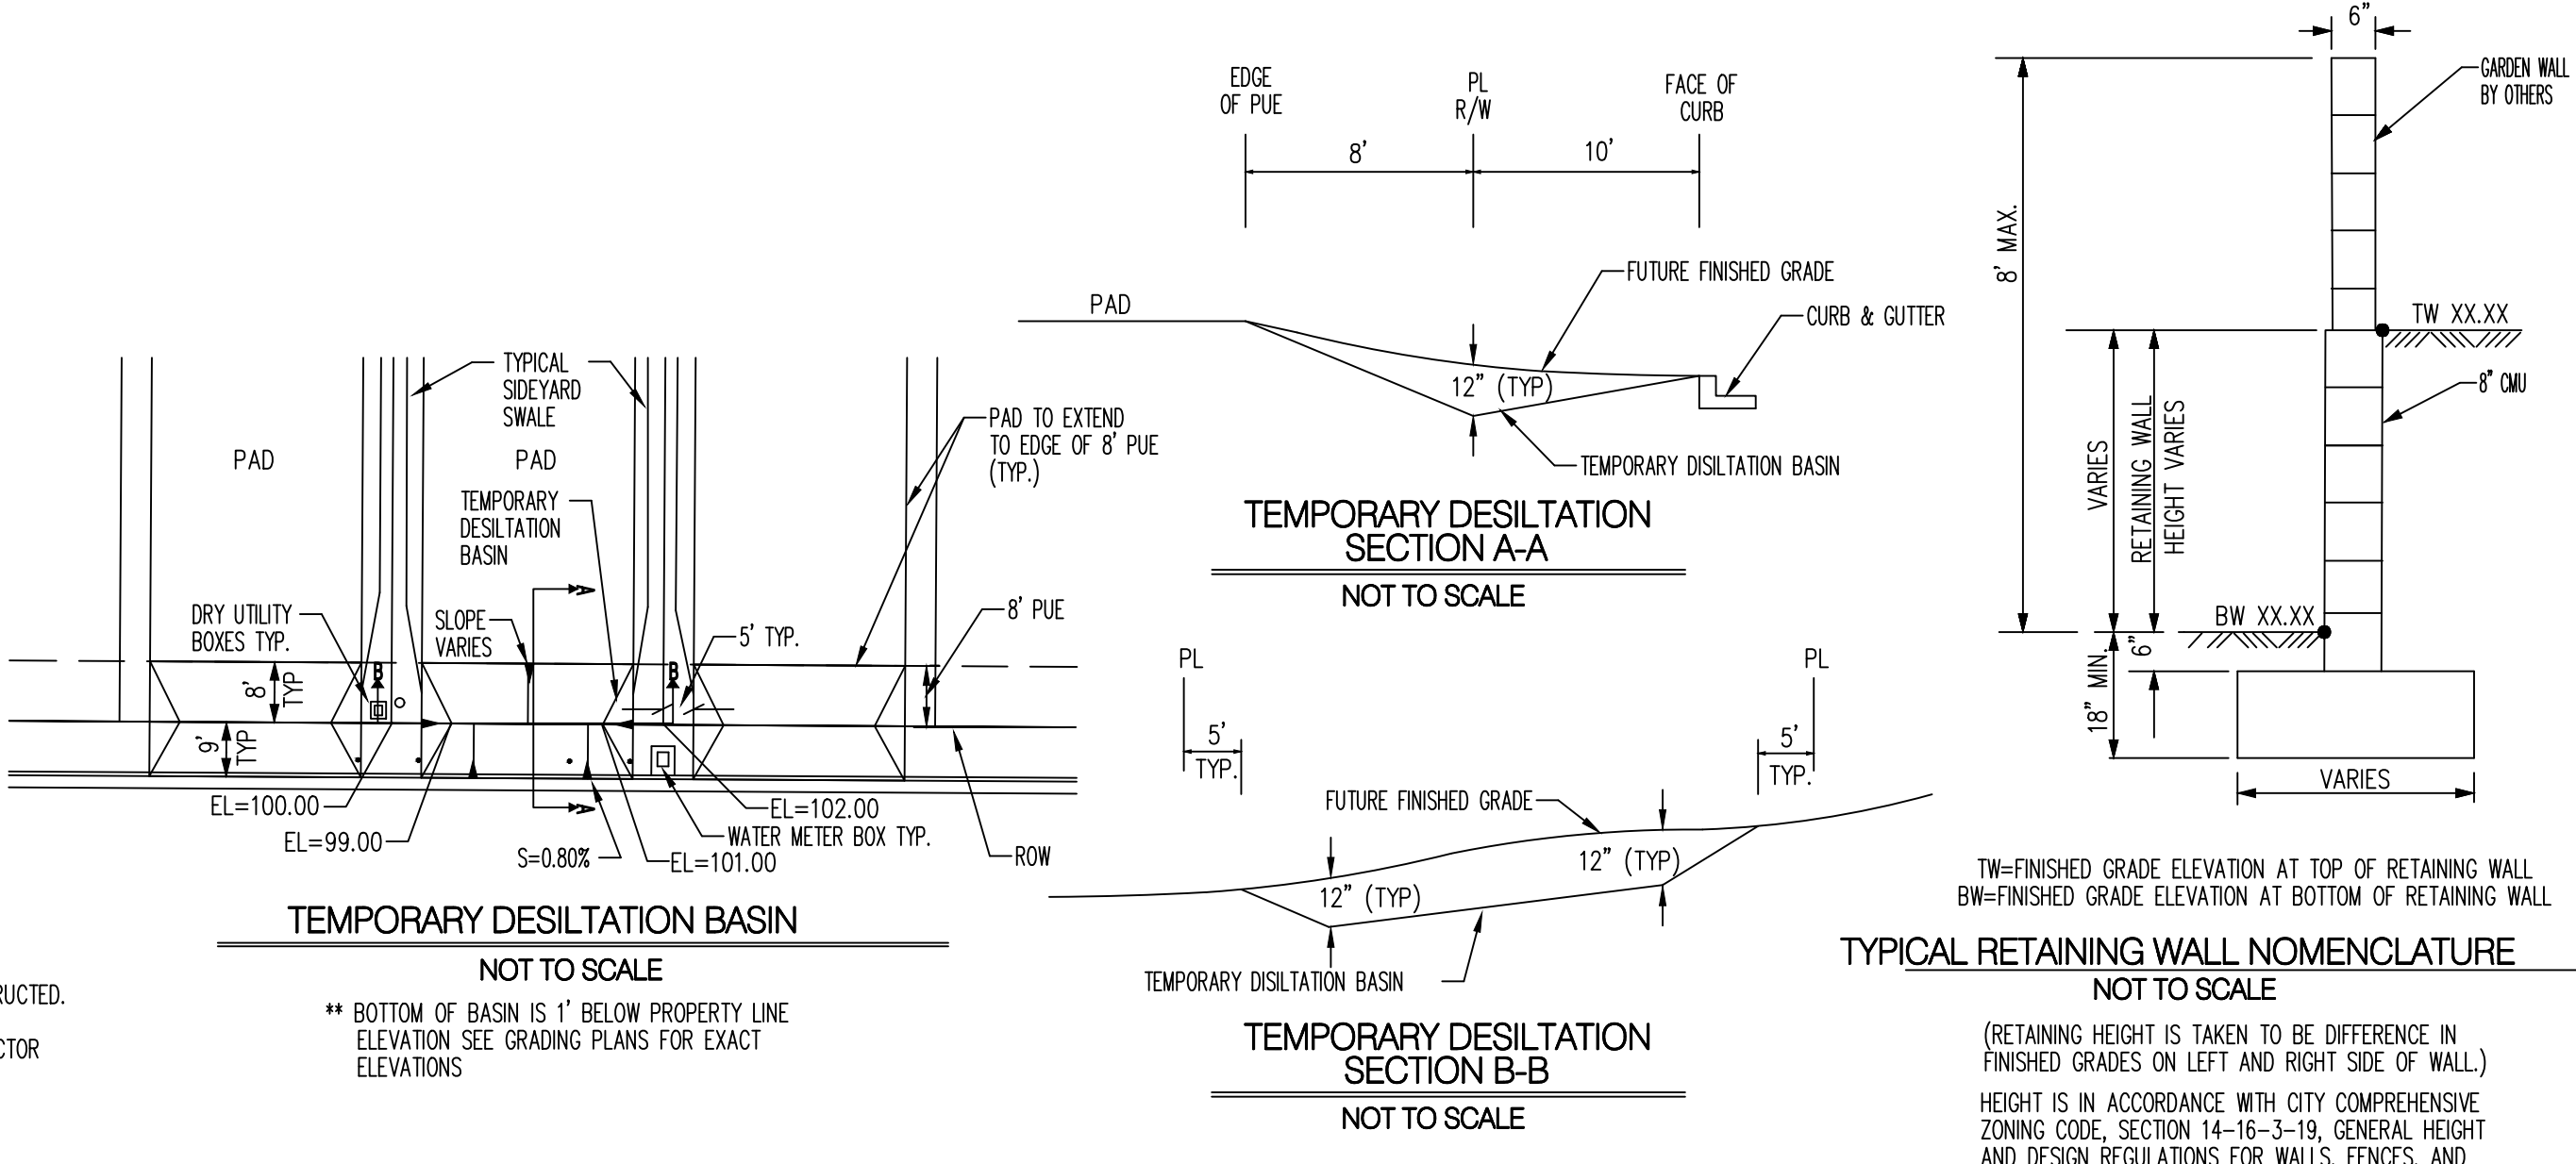 TYPICAL
SIDEYARD
SWALE
PAD
PAD
TEMPORARY
DESILTATION
BASIN
PAD TO EXTEND
TO EDGE OF 8' PUE
(TYP.)
DRY UTILITY
BOXES TYP.
SLOPE
VARIES
A
5' TYP.
8' PUE
B
B
8'
TYP
9'
TYP
A
EL=100.00
EL=99.00
S=0.80%
EL=102.00
WATER METER BOX TYP.
EL=101.00
ROW
TEMPORARY DESILTATION BASIN
NOT TO SCALE
** BOTTOM OF BASIN IS 1' BELOW PROPERTY LINE
ELEVATION SEE GRADING PLANS FOR EXACT
ELEVATIONS
RUCTED.
CTOR
EDGE
OF PUE
PL
R/W
FACE OF
CURB
8'
10'
FUTURE FINISHED GRADE
PAD
CURB & GUTTER
12" (TYP)
TEMPORARY DISILTATION BASIN
TEMPORARY DESILTATION
SECTION A-A
NOT TO SCALE
PL
PL
5'
TYP.
5'
TYP.
FUTURE FINISHED GRADE
12" (TYP)
12" (TYP)
TEMPORARY DISILTATION BASIN
TEMPORARY DESILTATION
SECTION B-B
NOT TO SCALE
6"
GARDEN WALL
BY OTHERS
8' MAX.
TW XX.XX
8" CMU
VARIES
RETAINING WALL
HEIGHT VARIES
BW XX.XX
6"
18" MIN.
VARIES
TW=FINISHED GRADE ELEVATION AT TOP OF RETAINING WALL
BW=FINISHED GRADE ELEVATION AT BOTTOM OF RETAINING WALL
TYPICAL RETAINING WALL NOMENCLATURE
NOT TO SCALE
(RETAINING HEIGHT IS TAKEN TO BE DIFFERENCE IN
FINISHED GRADES ON LEFT AND RIGHT SIDE OF WALL.)
HEIGHT IS IN ACCORDANCE WITH CITY COMPREHENSIVE
ZONING CODE, SECTION 14-16-3-19, GENERAL HEIGHT
AND DESIGN REGULATIONS FOR WALLS, FENCES, AND